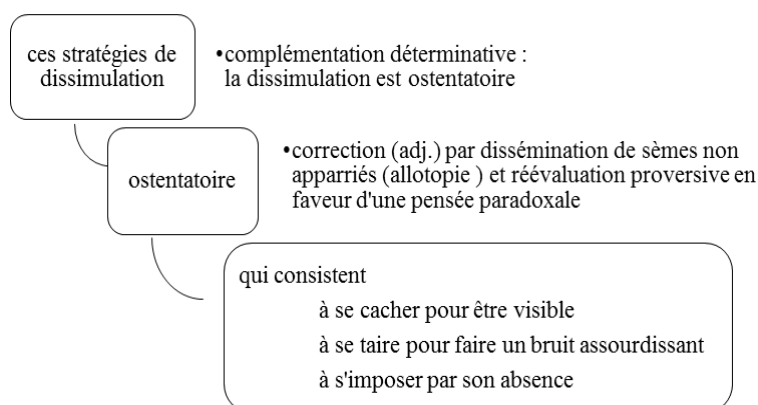 ces stratégies de
dissimulation
•complémentation déterminative :
la dissimulation est ostentatoire
ostentatoire
•correction (adj.) par dissémination de sèmes non
apparriés (allotopie ) et réévaluation proversive en
faveur d'une pensée paradoxale
qui consistent
à se cacher pour être visible
à se taire pour faire un bruit assourdissant
à s'imposer par son absence